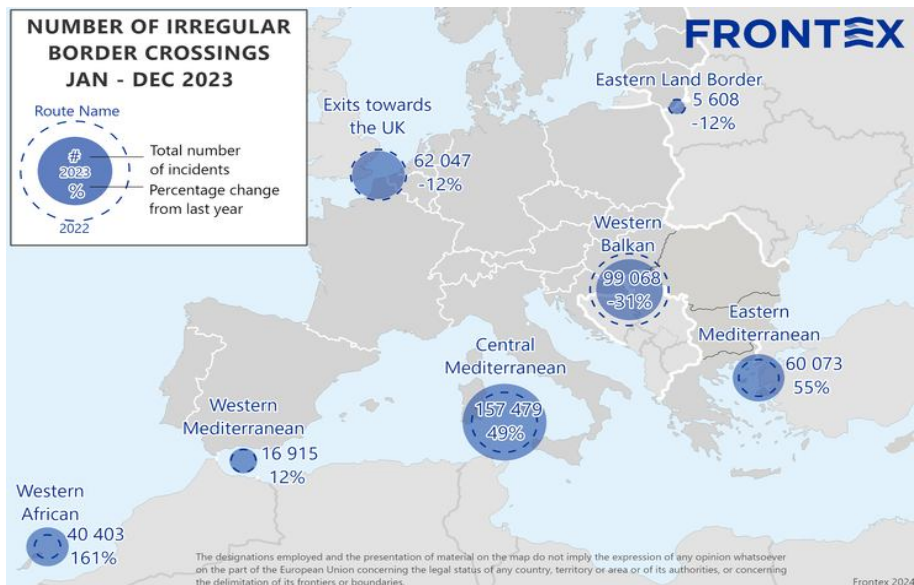 NUMBER OF IRREGULAR
BORDER CROSSINGS
JAN - DEC 2023
Route Name
#
2023
%
Total number
of incidents
Percentage change
from last year
2022
FRONTEX
Eastern Land Border
5 608
-12%
Exits towards
the UK
62 047
-12%
Western
Balkan
99 068
-31%
Eastern
Mediterranean
60 073
55%
Central
Mediterranean
157 479
49%
Western
Mediterranean
16 915
12%
Western
African
40 403
161%
The designations employed and the presentation of material on the map do not imply the expression of any opinion whatsoever
on the part of the European Union concerning the legal status of any country, territory or area or of its authorities, or concerning
the delimitation of its frontiers or boundaries.
Frontex 2024